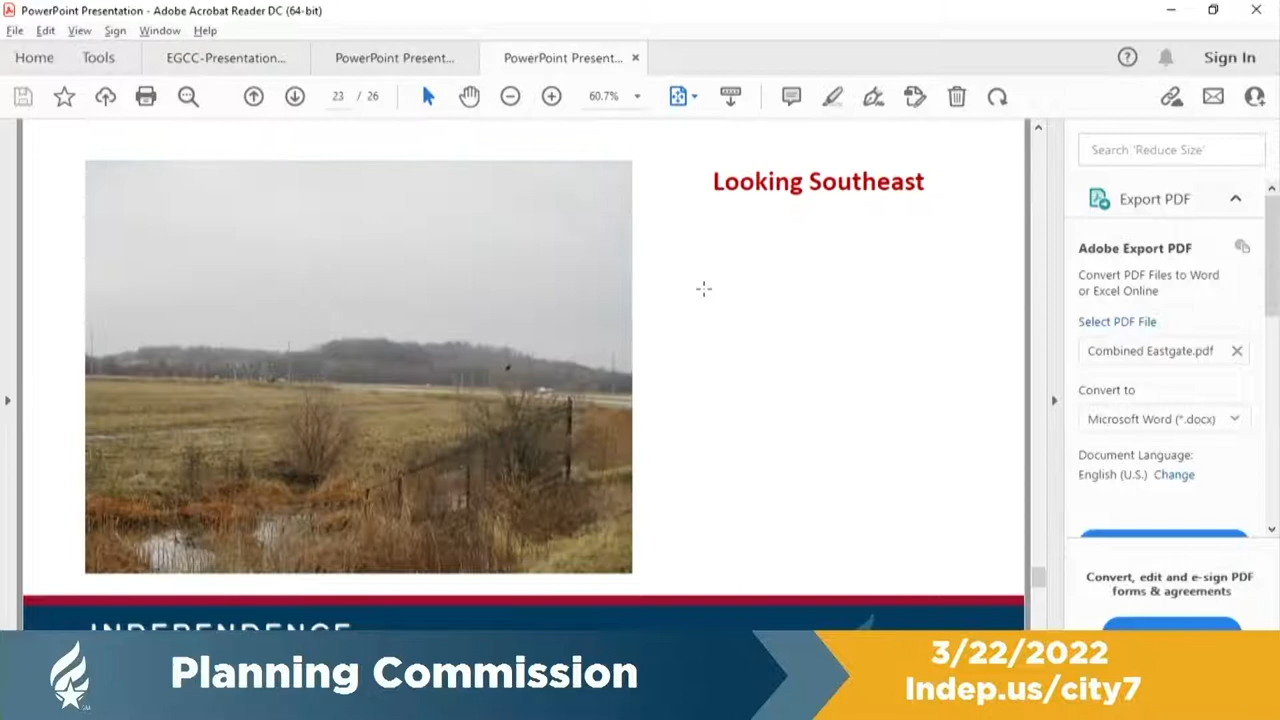 PowerPoint Presentation - Adobe Acrobat Reader DC (64-bit)
File Edit View Sign Window Help
Home Tools EGCC-Presentation... PowerPoint Present... PowerPoint Present... Sign In
23 / 26 60.7%
Looking Southeast
Search 'Reduce Size'
Export PDF
Adobe Export PDF
Convert PDF Files to Word
or Excel Online
Select PDF File
Combined Eastgate.pdf
Convert to
Microsoft Word (*.docx)
Document Language:
English (U.S.) Change
Convert, edit and e-sign PDF
forms & agreements
INDEPENDENCE
Planning Commission
3/22/2022
Indep.us/city7